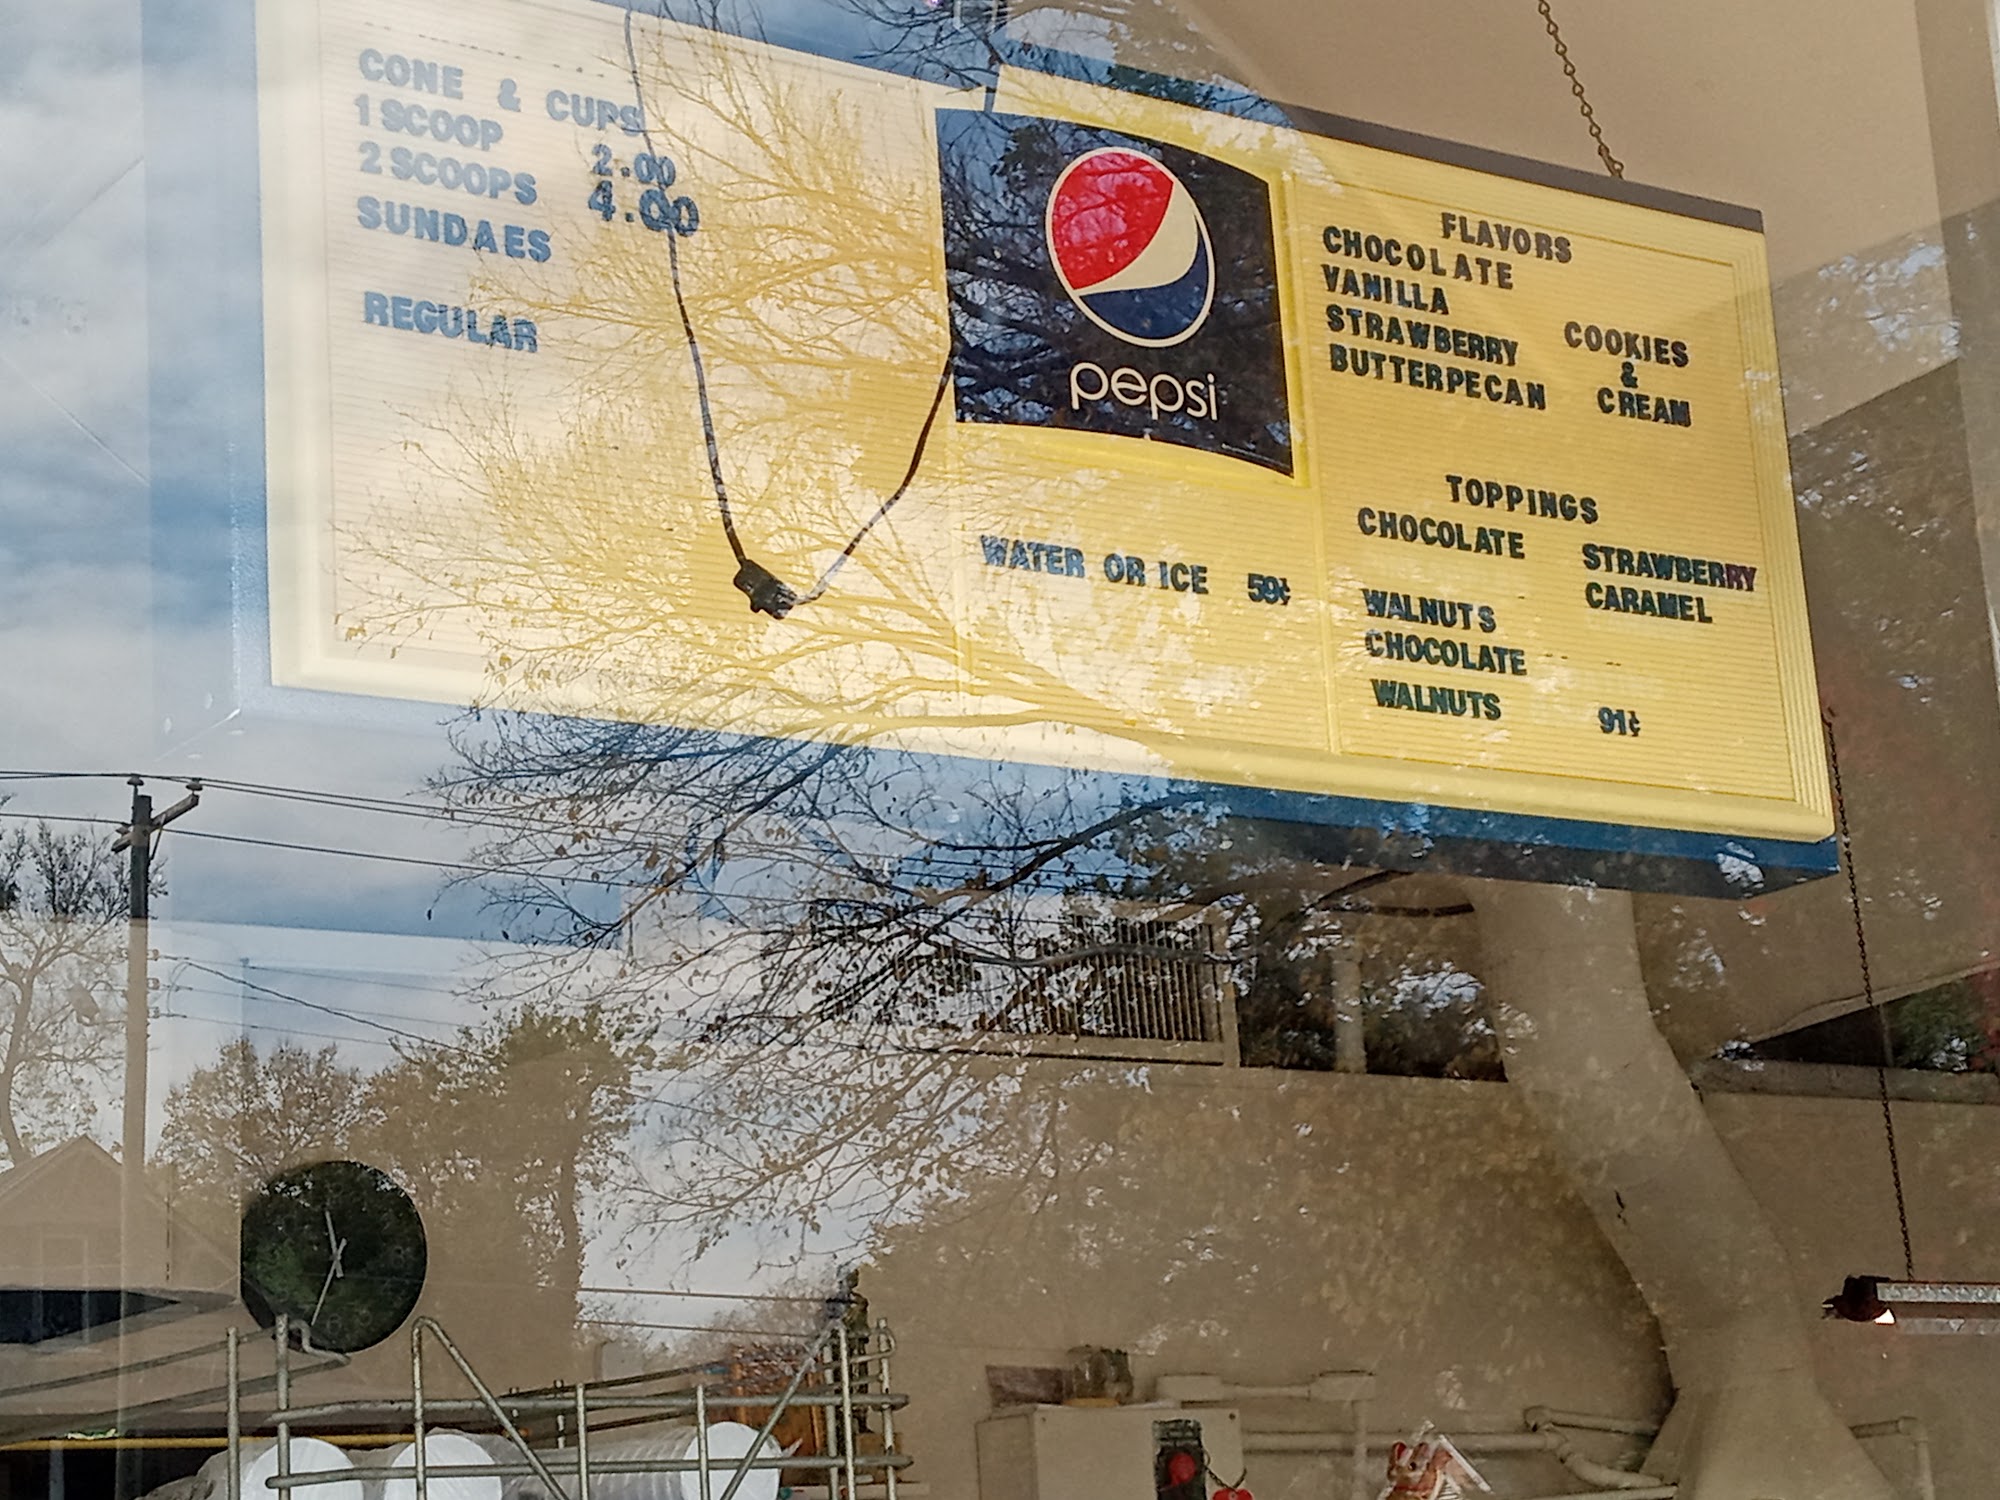 CONE & CUPS
1 SCOOP 2.00
2 SCOOPS 4.00
SUNDAES
REGULAR
pepsi
WATER OR ICE 59¢
FLAVORS
CHOCOLATE
VANILLA
STRAWBERRY
BUTTERPECAN
COOKIES
&
CREAM
TOPPINGS
CHOCOLATE STRAWBERRY
CARAMEL
WALNUTS
CHOCOLATE
WALNUTS 91¢